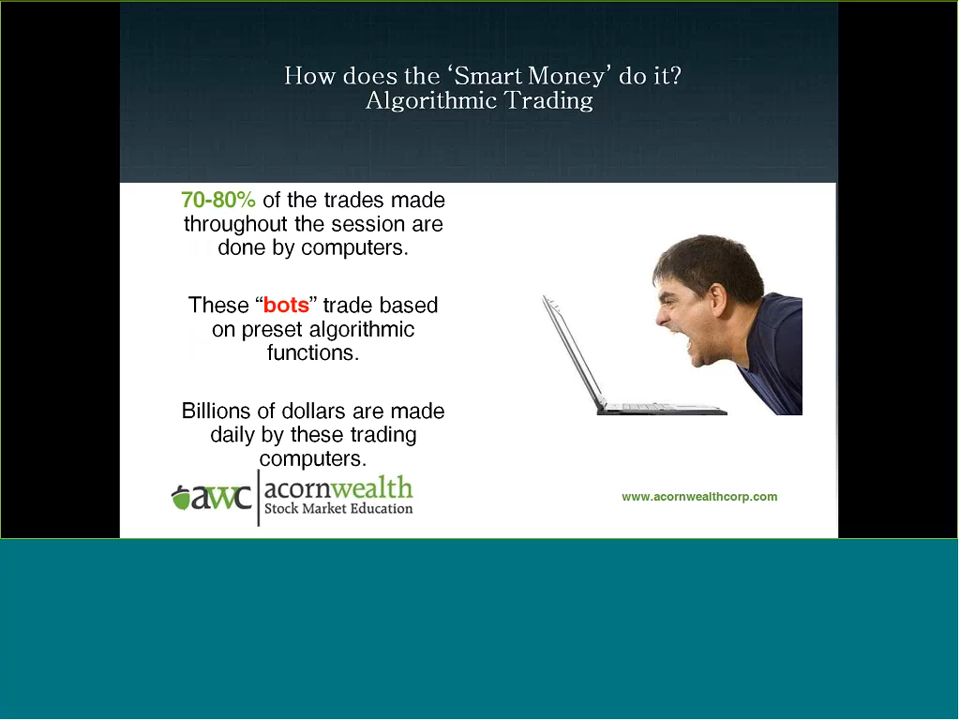 How does the ‘Smart Money’ do it?
Algorithmic Trading
70-80% of the trades made
throughout the session are
done by computers.
These “bots” trade based
on preset algorithmic
functions.
Billions of dollars are made
daily by these trading
computers.
awc acornwealth
Stock Market Education
www.acornwealthcorp.com